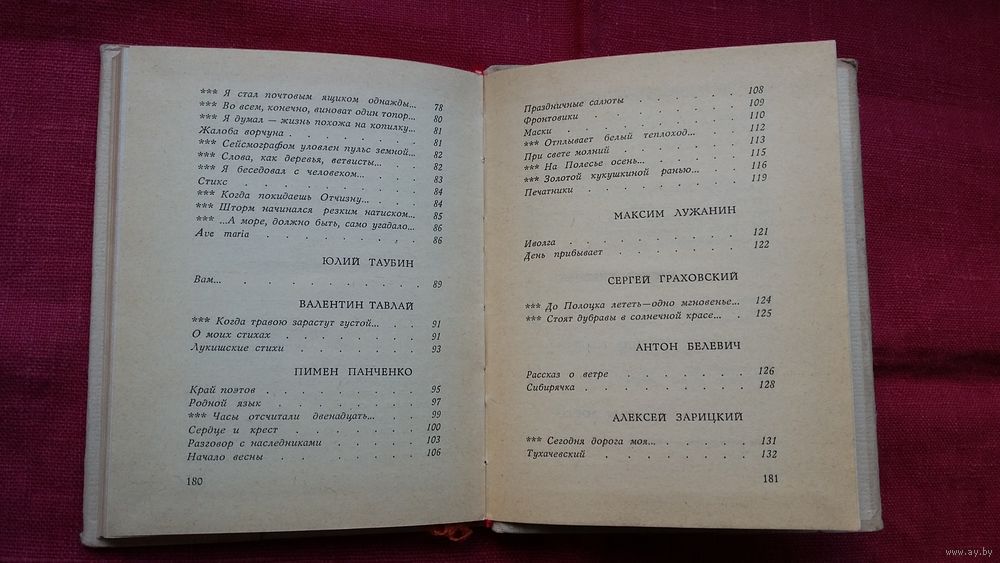 *** Я стал почтовым ящиком однажды... 78
*** Во всем, конечно, виноват один топор... 80
*** Я думал — жизнь похожа на копилку... 81
Жалоба ворчуна . . . . . . . 81
*** Сейсмографом уловлен пульс земной... 82
*** Слова, как деревья, ветвисты... 82
*** Я беседовал с человеком... . . . 83
Стикс . . . . . . . . . 84
*** Когда покидаешь Отчизну... . . 84
*** Шторм начинался резким натиском... 85
*** ...А море, должно быть, само угадало... 86
Ave maria . . . . . . . . 86
ЮЛИЙ ТАУБИН
Вам... . . . . . . . . . 89
ВАЛЕНТИН ТАВЛАЙ
*** Когда травою зарастут густой... . . 91
О моих стихах . . . . . . . 91
Лукишские стихи . . . . . . . 93
ПИМЕН ПАНЧЕНКО
Край поэтов . . . . . . . . 95
Родной язык . . . . . . . . 97
*** Часы отсчитали двенадцать... . . 99
Сердце и крест . . . . . . . 100
Разговор с наследниками . . . . . 103
Начало весны . . . . . . . . 106
180
Праздничные салюты . . . . . . 108
Фронтовики . . . . . . . . 109
Маски . . . . . . . . . 110
*** Отплывает белый теплоход... . . 112
При свете молний . . . . . . . 113
*** На Полесье осень... . . . . . 115
*** Золотой кукушкиной ранью... . . 116
Печатники . . . . . . . . 119
МАКСИМ ЛУЖАНИН
Иволга . . . . . . . . . 121
День прибывает . . . . . . . 122
СЕРГЕЙ ГРАХОВСКИЙ
*** До Полоцка лететь—одно мгновенье... 124
*** Стоят дубравы в солнечной красе... . 125
АНТОН БЕЛЕВИЧ
Рассказ о ветре . . . . . . . 126
Сибирячка . . . . . . . . 128
АЛЕКСЕЙ ЗАРИЦКИЙ
*** Сегодня дорога моя... . . . . . 131
Тухачевский . . . . . . . . 132
181
www.ay.by